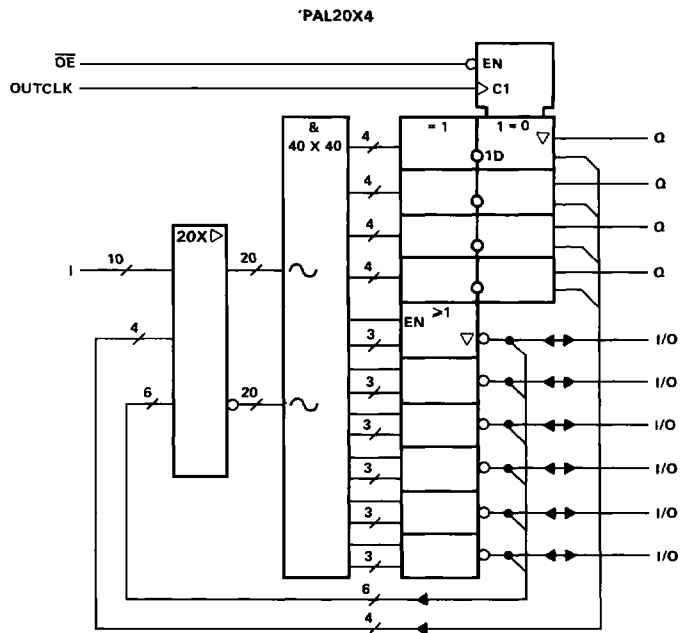 'PAL20X4
OE
EN
OUTCLK
C1
&
40 X 40
= 1
1 = 0
4
1D
Q
4
Q
4
Q
20X
10
20
4
Q
I
≥1
EN
4
3
I/O
6
20
3
I/O
3
I/O
3
I/O
3
I/O
3
I/O
6
4